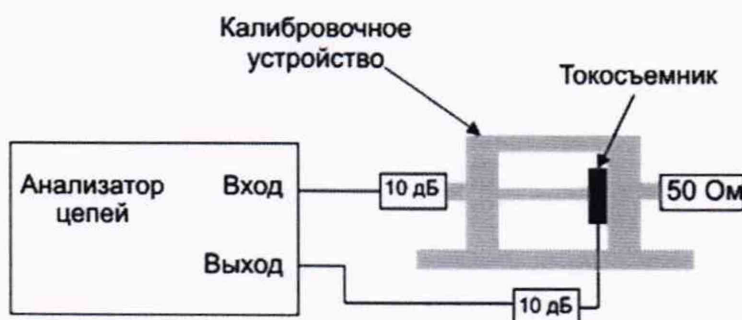 Калибровочное
устройство
Токосъемник
Анализатор
цепей
Вход
10 дБ
50 Ом
Выход
10 дБ